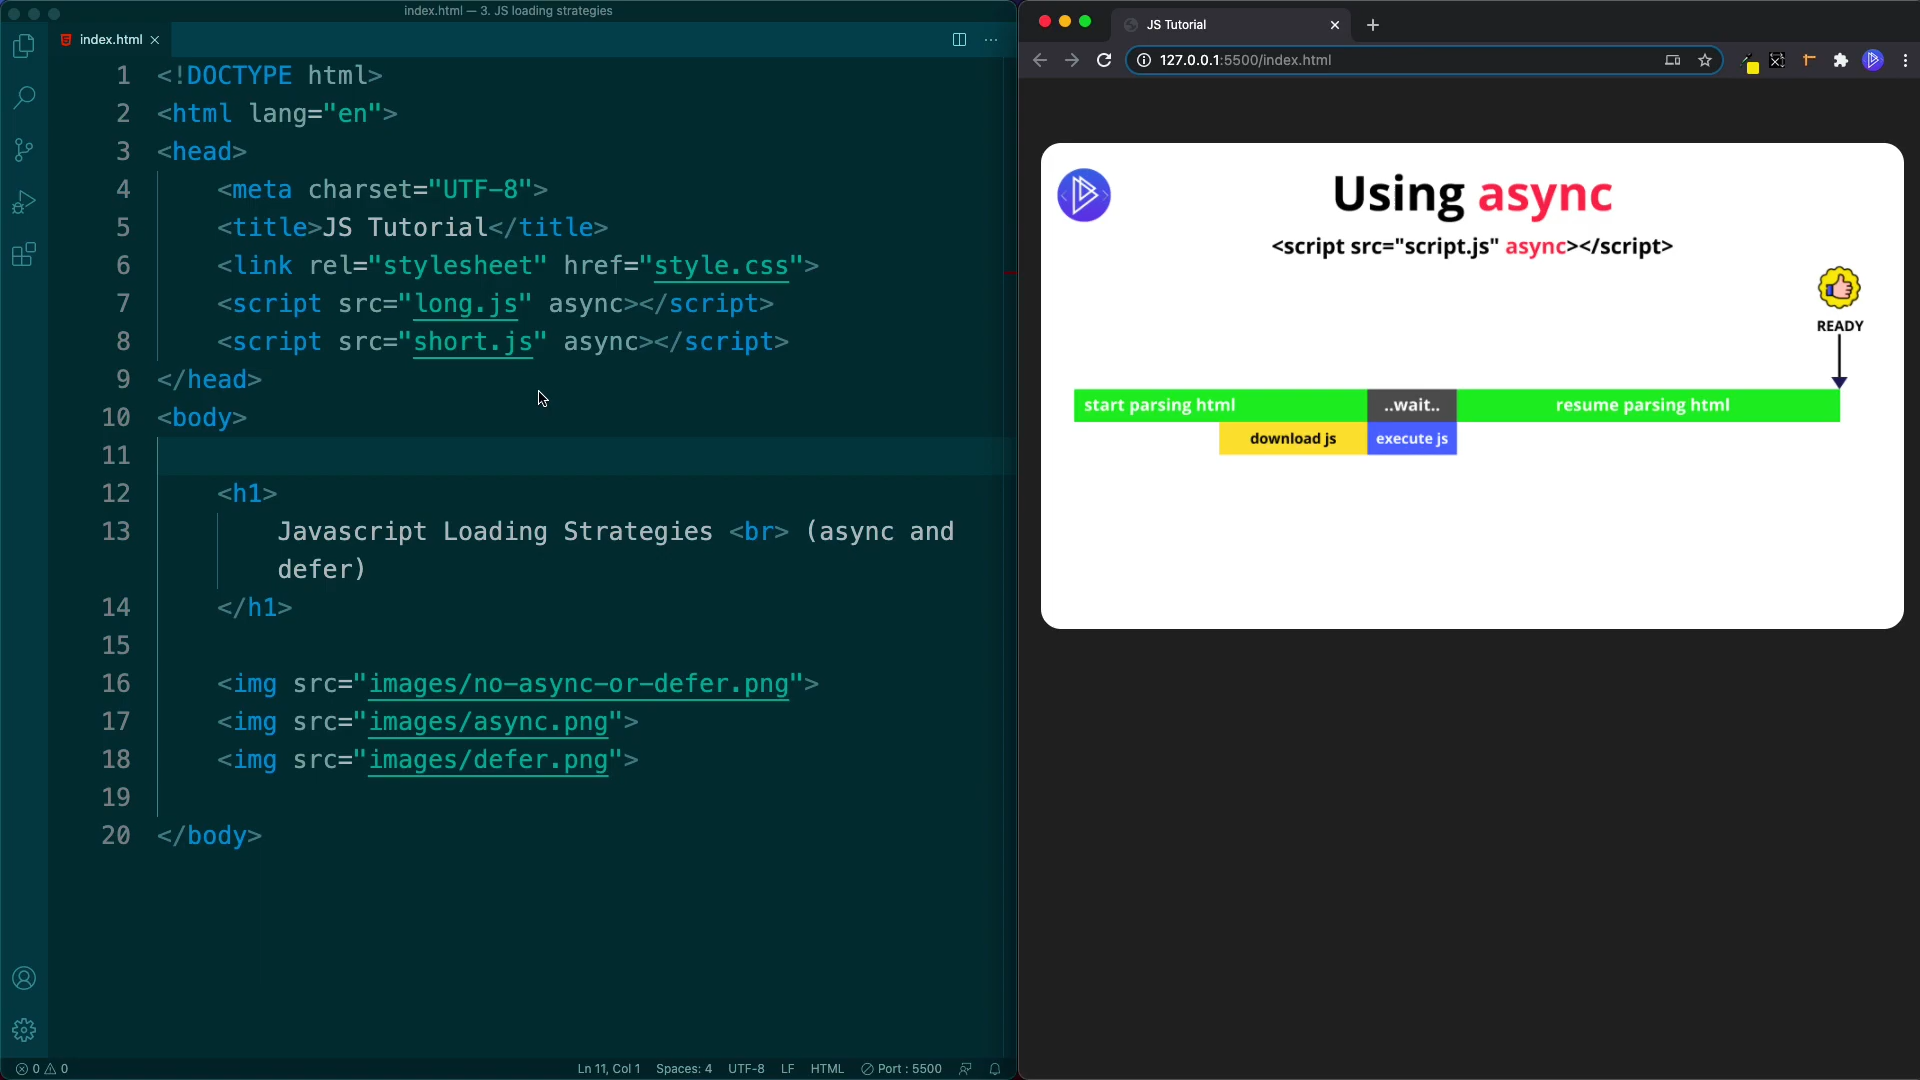 index.html — 3. JS loading strategies
index.html
1 <!DOCTYPE html>
2 <html lang="en">
3 <head>
4 <meta charset="UTF-8">
5 <title>JS Tutorial</title>
6 <link rel="stylesheet" href="style.css">
7 <script src="long.js" async></script>
8 <script src="short.js" async></script>
9 </head>
10 <body>
11
12 <h1>
13 Javascript Loading Strategies <br> (async and
defer)
14 </h1>
15
16 <img src="images/no-async-or-defer.png">
17 <img src="images/async.png">
18 <img src="images/defer.png">
19
20 </body>
0 0
Ln 11, Col 1 Spaces: 4 UTF-8 LF HTML Port : 5500
JS Tutorial
127.0.0.1:5500/index.html
Using async
<script src="script.js" async></script>
READY
start parsing html ..wait.. resume parsing html
download js execute js